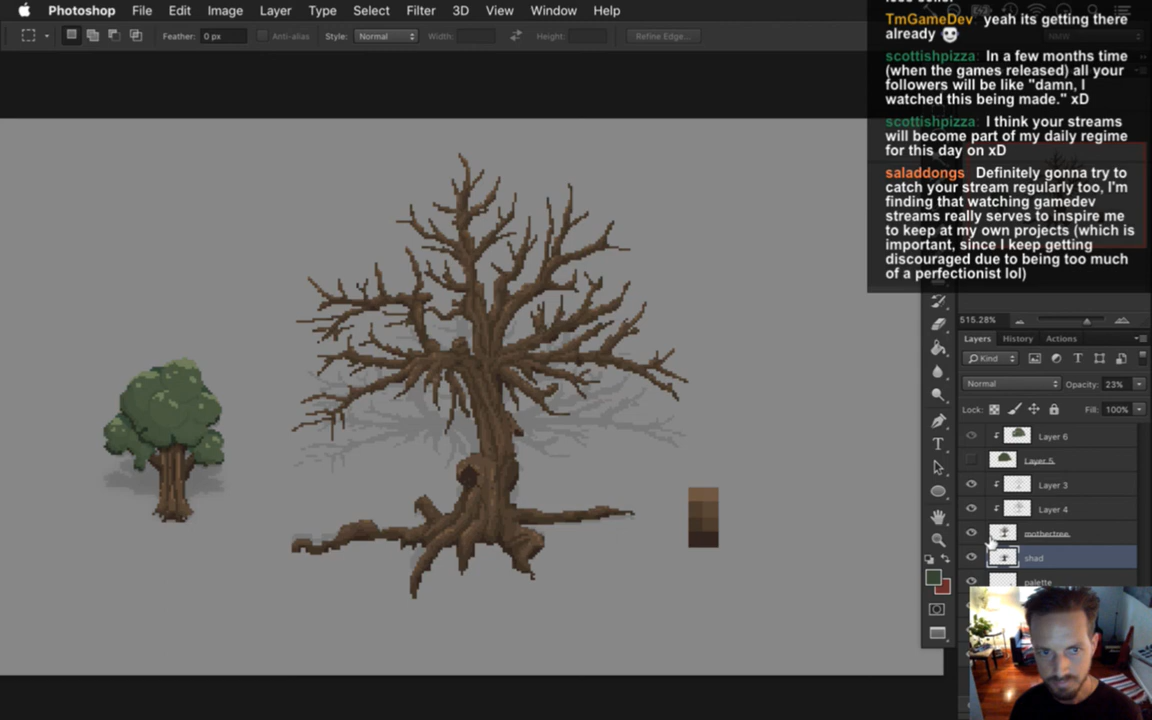 Photoshop File Edit Image Layer Type Select Filter 3D View Window Help
Feather: 0 px Anti-alias Style: Normal Width: Height: Refine Edge...
TmGameDev yeah its getting there
already
scottishpizza: In a few months time
(when the games released) all your
followers will be like "damn, I
watched this being made." xD
scottishpizza: I think your streams
will become part of my daily regime
for this day on xD
saladdongs Definitely gonna try to
catch your stream regularly too, I'm
finding that watching gamedev
streams really serves to inspire me
to keep at my own projects (which is
important, since I keep getting
discouraged due to being too much
of a perfectionist lol)
515.28%
Layers History Actions
Kind
Normal Opacity: 23%
Lock: Fill: 100%
Layer 6
Layer 5
Layer 3
Layer 4
mothertree
shad
palette